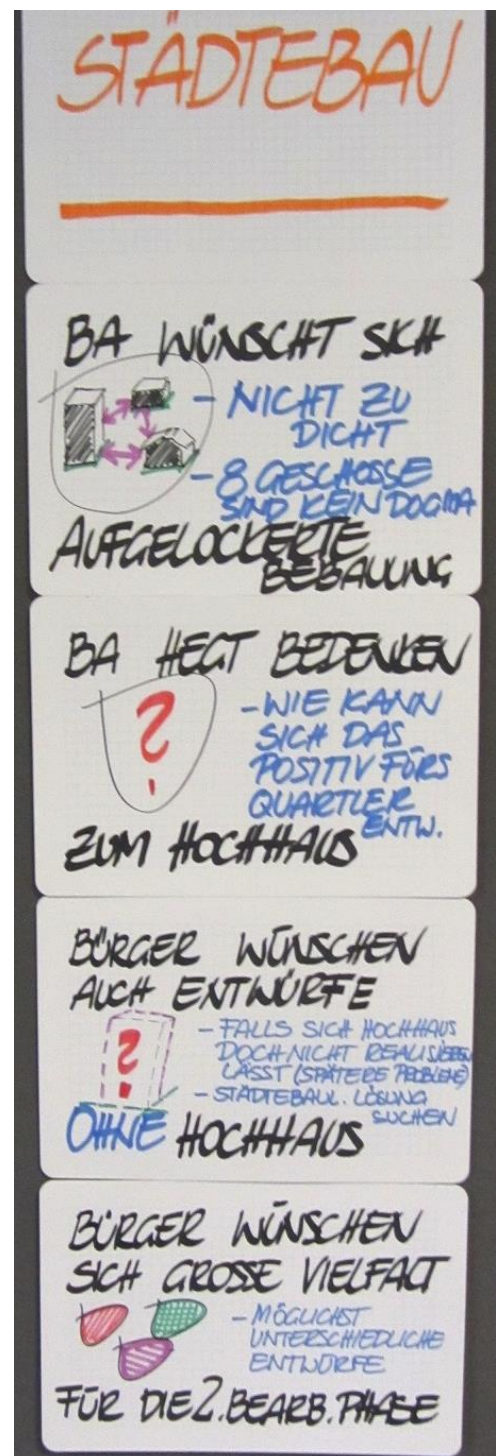 STÄDTEBAU
BA WÜNSCHT SICH
- NICHT ZU
DICHT
- 8 GESCHOSSE
SIND KEIN DOGMA
AUFGELOCKERTE
BEBAUUNG
BA HEGT BEDENKEN
?
- WIE KANN
SICH DAS
POSITIV FÜRS
QUARTIER
ENTW.
ZUM HOCHHAUS
BÜRGER WÜNSCHEN
AUCH ENTWÜRFE
?
- FALLS SICH HOCHHAUS
DOCH NICHT REALISIEREN
LÄSST (SPÄTERE PROBLEME)
- STÄDTEBAUL. LÖSUNG
SUCHEN
OHNE HOCHHAUS
BÜRGER WÜNSCHEN
SICH GROSSE VIELFALT
- MÖGLICHST
UNTERSCHIEDLICHE
ENTWÜRFE
FÜR DIE 2. BEARB. PHASE